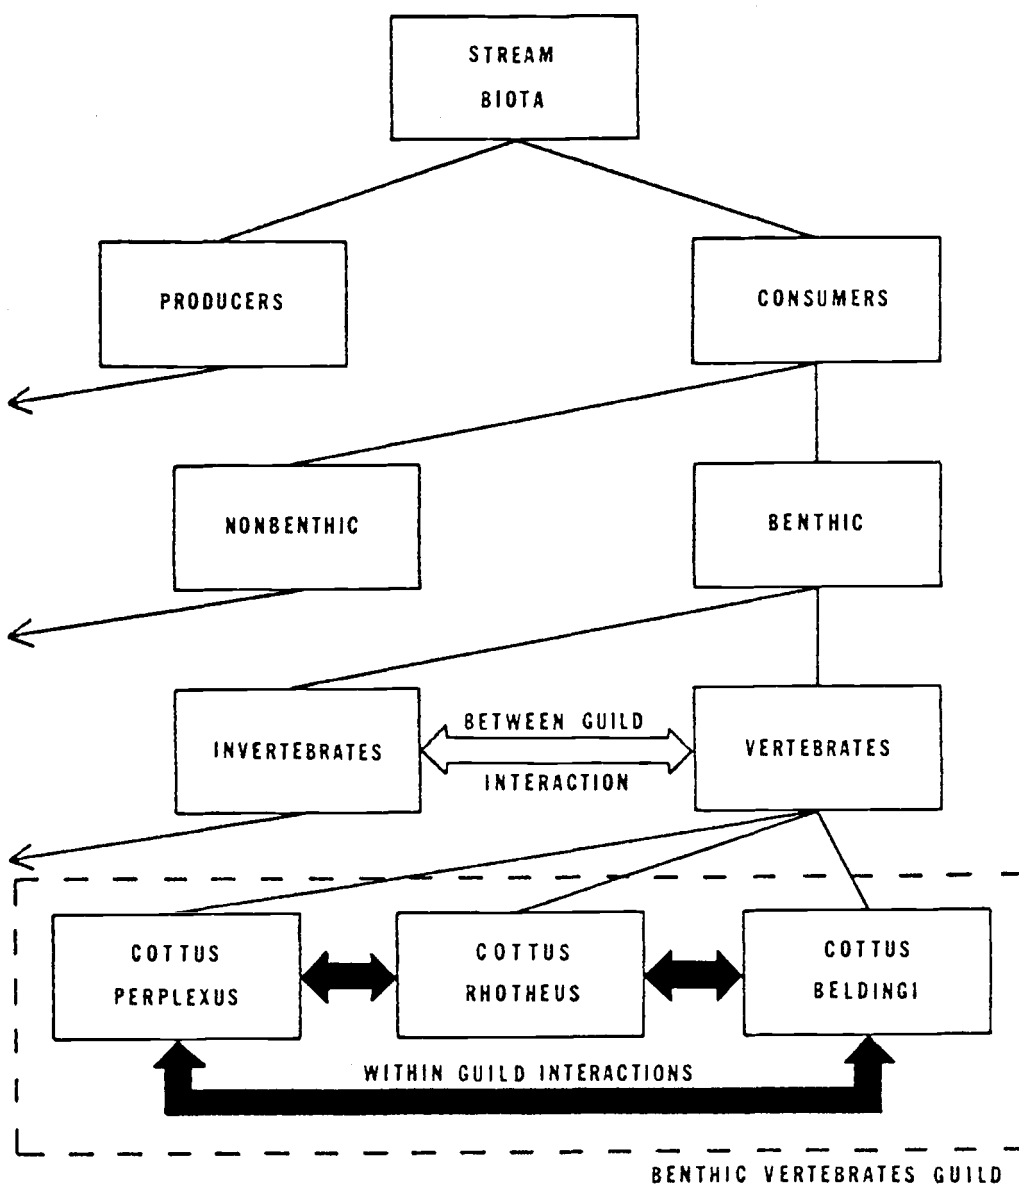 STREAM
BIOTA
PRODUCERS
CONSUMERS
NONBENTHIC
BENTHIC
INVERTEBRATES
BETWEEN GUILD
INTERACTION
VERTEBRATES
COTTUS
PERPLEXUS
COTTUS
RHOTHEUS
COTTUS
BELDINGI
WITHIN GUILD INTERACTIONS
BENTHIC VERTEBRATES GUILD